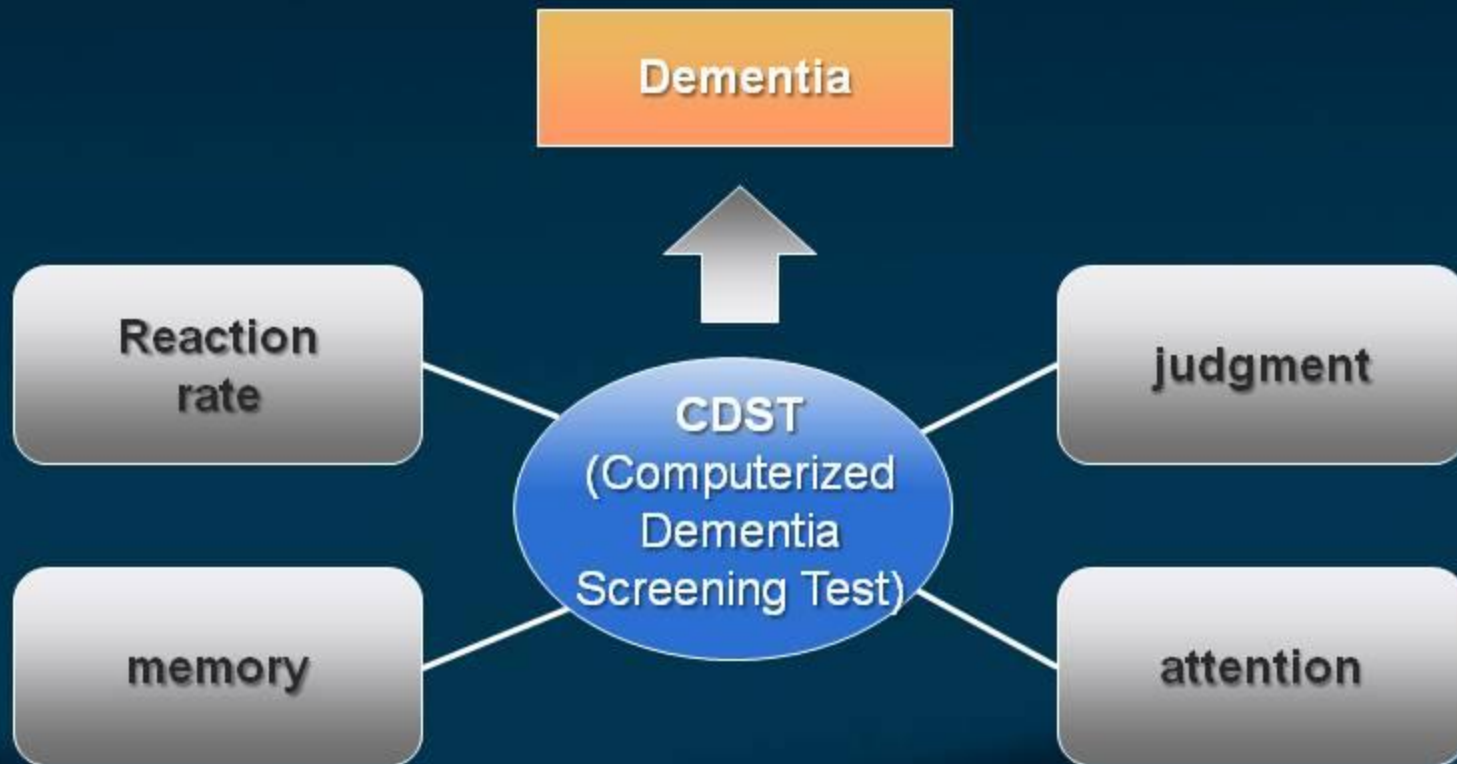 Dementia
Reaction
rate
judgment
CDST
(Computerized
Dementia
Screening Test)
memory
attention